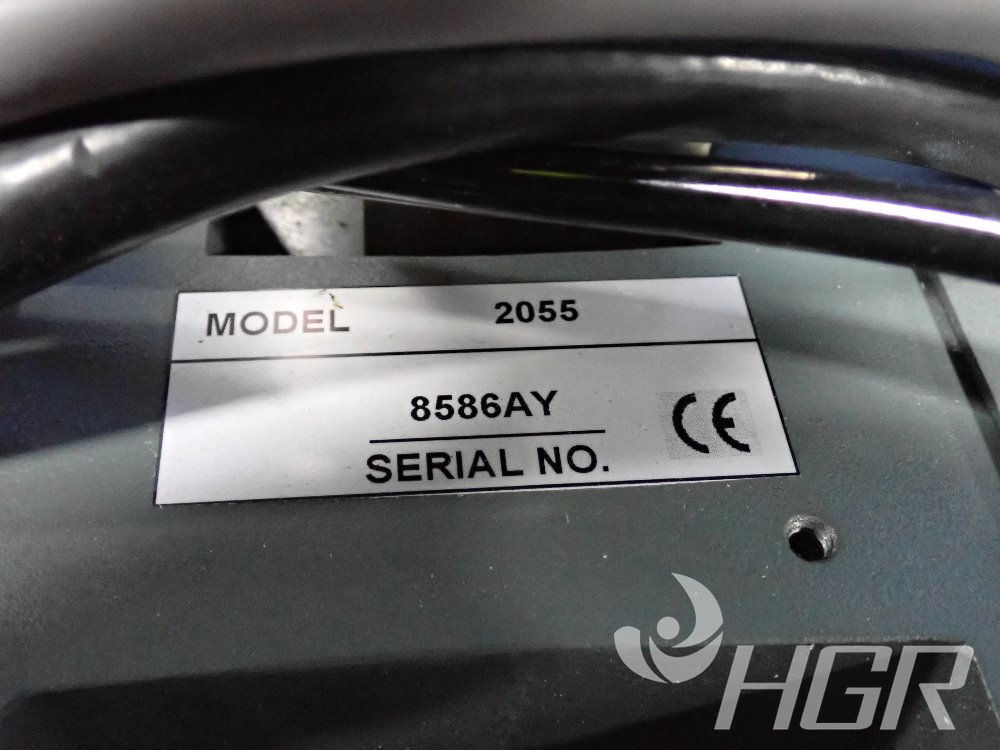 MODEL 2055
8586AY
SERIAL NO.
CE
HGR